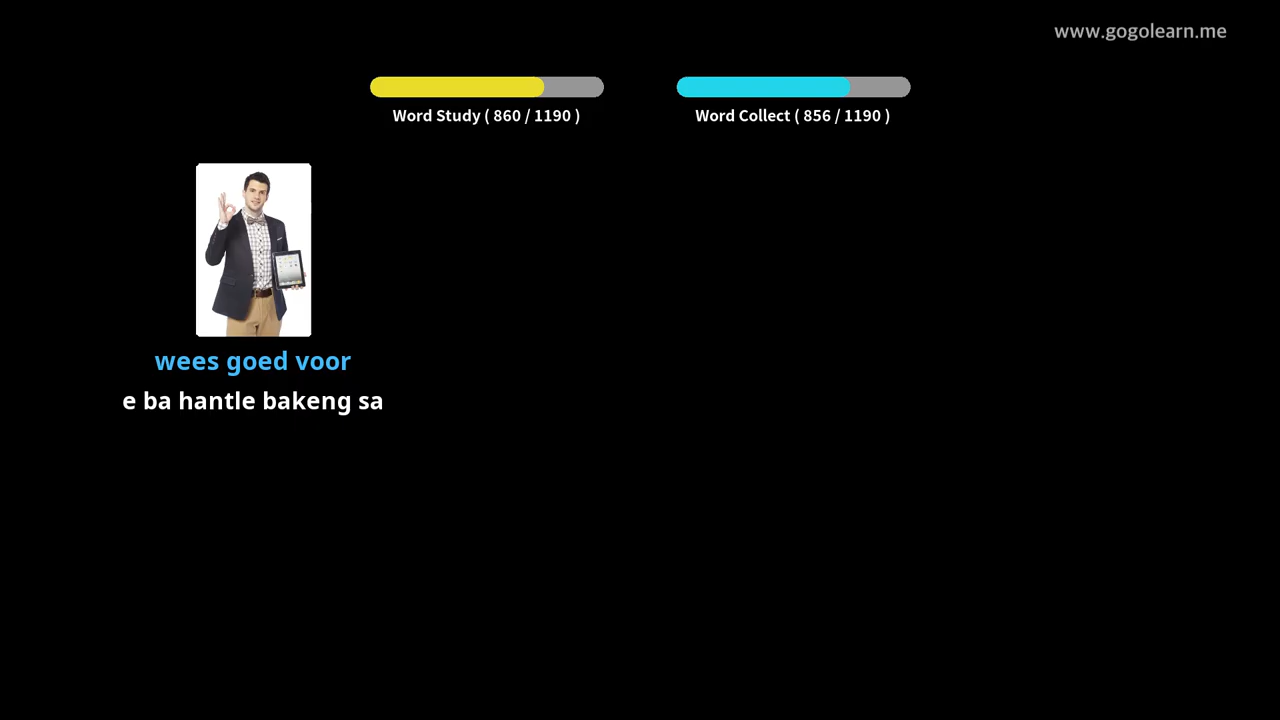 www.gogolearn.me
Word Study ( 860 / 1190 )
Word Collect ( 856 / 1190 )
wees goed voor
e ba hantle bakeng sa